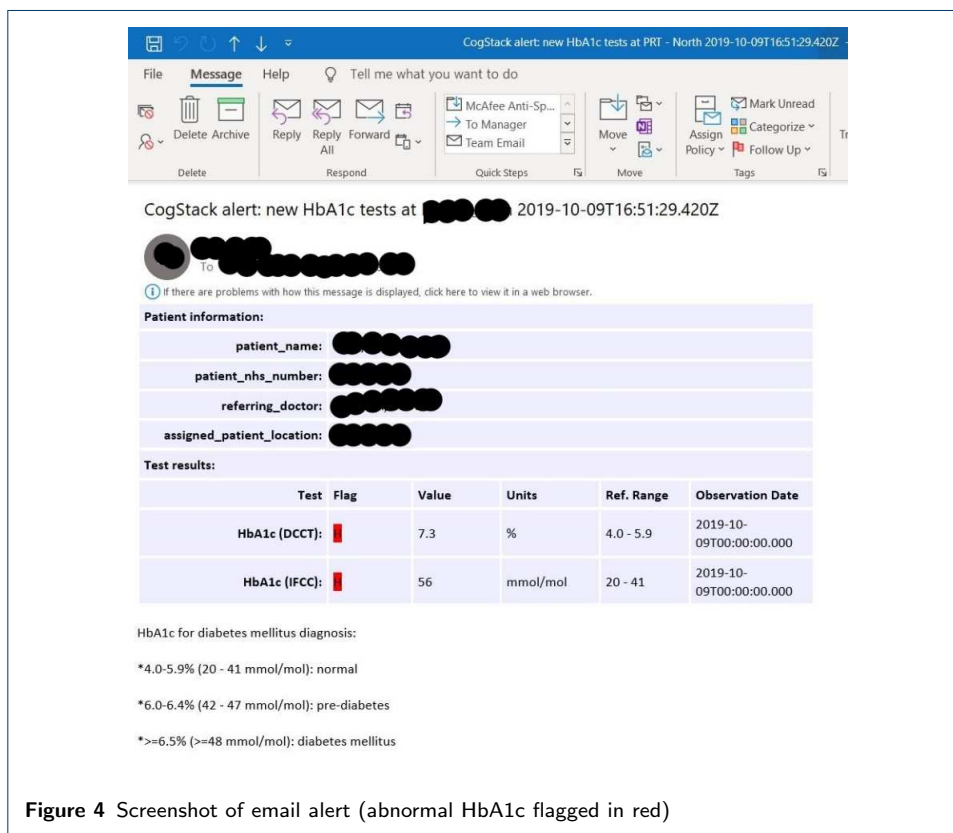 CogStack alert: new HbA1c tests at PRT - North 2019-10-09T16:51:29.420Z -
File Message Help Tell me what you want to do
Delete Archive
Reply Reply All Forward
McAfee Anti-Sp...
To Manager
Team Email
Move
Assign Policy
Mark Unread
Categorize
Follow Up
Delete Respond Quick Steps Move Tags
CogStack alert: new HbA1c tests at 2019-10-09T16:51:29.420Z
To
If there are problems with how this message is displayed, click here to view it in a web browser.
Patient information:
patient_name:
patient_nhs_number:
referring_doctor:
assigned_patient_location:
Test results:
Test Flag Value Units Ref. Range Observation Date
HbA1c (DCCT): H 7.3 % 4.0 - 5.9 2019-10-
09T00:00:00.000
HbA1c (IFCC): H 56 mmol/mol 20 - 41 2019-10-
09T00:00:00.000
HbA1c for diabetes mellitus diagnosis:
*4.0-5.9% (20 - 41 mmol/mol): normal
*6.0-6.4% (42 - 47 mmol/mol): pre-diabetes
*>=6.5% (>=48 mmol/mol): diabetes mellitus
Figure 4 Screenshot of email alert (abnormal HbA1c flagged in red)